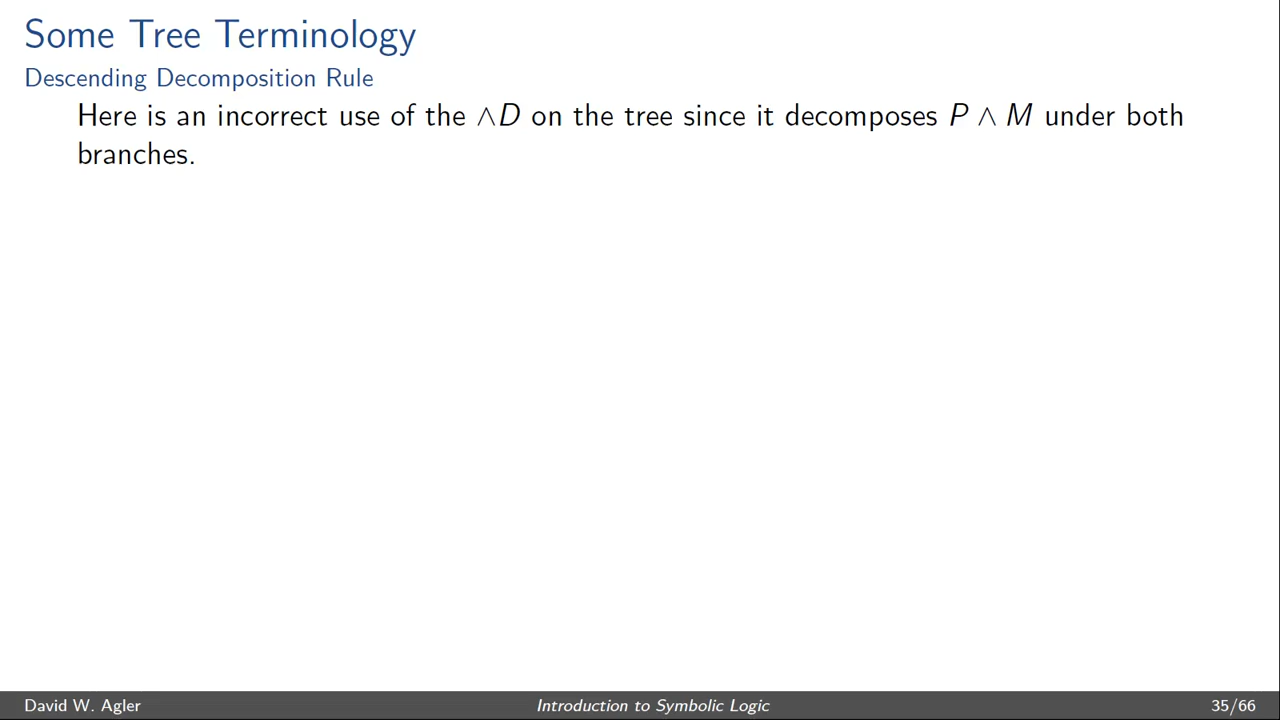 Some Tree Terminology
Descending Decomposition Rule
Here is an incorrect use of the ∧D on the tree since it decomposes P ∧ M under both
branches.
David W. Agler
Introduction to Symbolic Logic
35/66